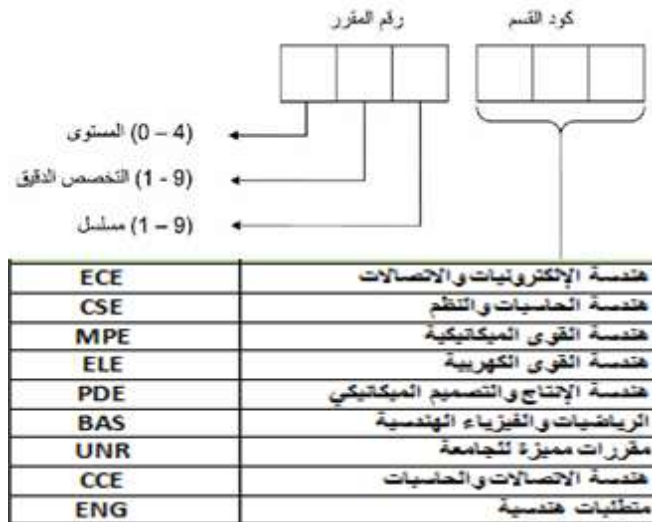 كود القسم رقم المقرر
(0 – 4) المستوى
(1 - 9) التخصص الدقيق
(1 – 9) مسلسل
هندسة الإلكترونيات والاتصالات ECE
هندسة الحاسبات والنظم CSE
هندسة القوى الميكانيكية MPE
هندسة القوى الكهربية ELE
هندسة الإنتاج والتصميم الميكانيكي PDE
الرياضيات والفيزياء الهندسية BAS
مقررات مميزة للجامعة UNR
هندسة الاتصالات والحاسبات CCE
متطلبات هندسية ENG